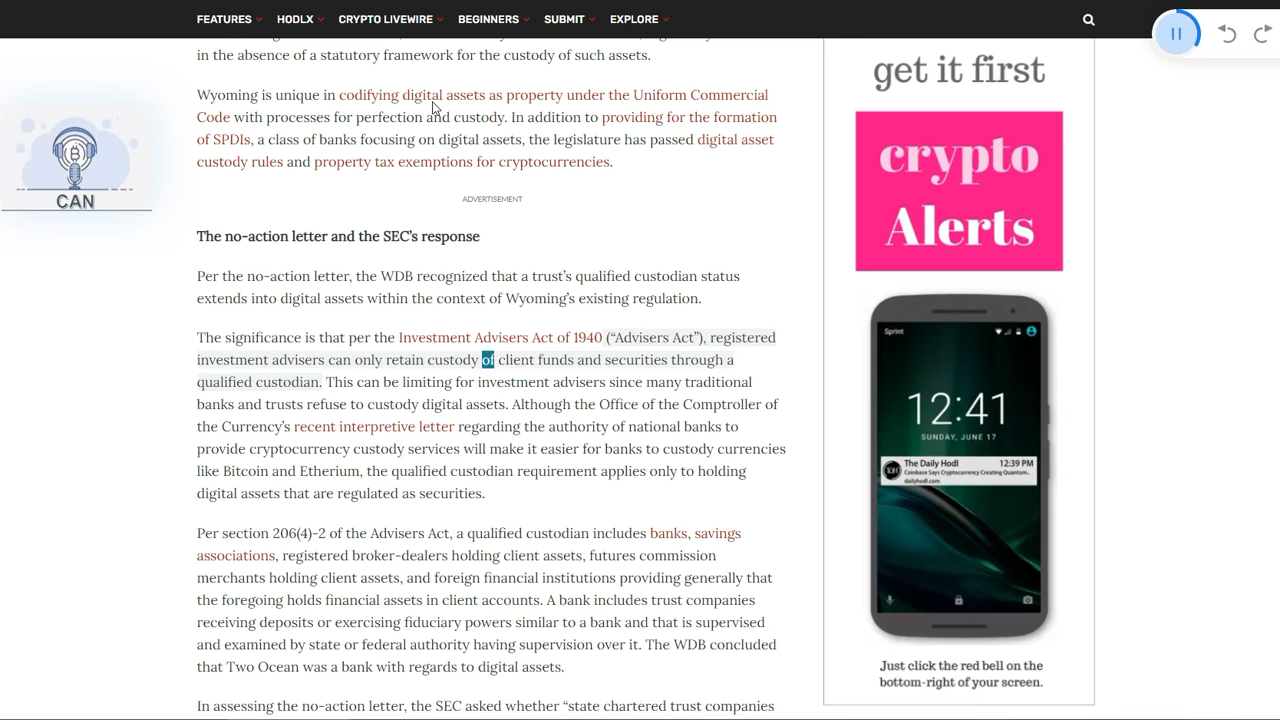 FEATURES HODLX CRYPTO LIVEWIRE BEGINNERS SUBMIT EXPLORE
in the absence of a statutory framework for the custody of such assets.
Wyoming is unique in codifying digital assets as property under the Uniform Commercial
Code with processes for perfection and custody. In addition to providing for the formation
of SPDIs, a class of banks focusing on digital assets, the legislature has passed digital asset
custody rules and property tax exemptions for cryptocurrencies.
ADVERTISEMENT
The no-action letter and the SEC’s response
Per the no-action letter, the WDB recognized that a trust’s qualified custodian status
extends into digital assets within the context of Wyoming’s existing regulation.
The significance is that per the Investment Advisers Act of 1940 (“Advisers Act”), registered
investment advisers can only retain custody of client funds and securities through a
qualified custodian. This can be limiting for investment advisers since many traditional
banks and trusts refuse to custody digital assets. Although the Office of the Comptroller of
the Currency’s recent interpretive letter regarding the authority of national banks to
provide cryptocurrency custody services will make it easier for banks to custody currencies
like Bitcoin and Etherium, the qualified custodian requirement applies only to holding
digital assets that are regulated as securities.
Per section 206(4)-2 of the Advisers Act, a qualified custodian includes banks, savings
associations, registered broker-dealers holding client assets, futures commission
merchants holding client assets, and foreign financial institutions providing generally that
the foregoing holds financial assets in client accounts. A bank includes trust companies
receiving deposits or exercising fiduciary powers similar to a bank and that is supervised
and examined by state or federal authority having supervision over it. The WDB concluded
that Two Ocean was a bank with regards to digital assets.
In assessing the no-action letter, the SEC asked whether “state chartered trust companies
CAN
get it first
crypto
Alerts
Sprint
12:41
SUNDAY, JUNE 17
The Daily Hodl 12:39 PM
Coinbase Says Cryptocurrency Creating Quantum..
dailyhodl.com
Just click the red bell on the
bottom-right of your screen.